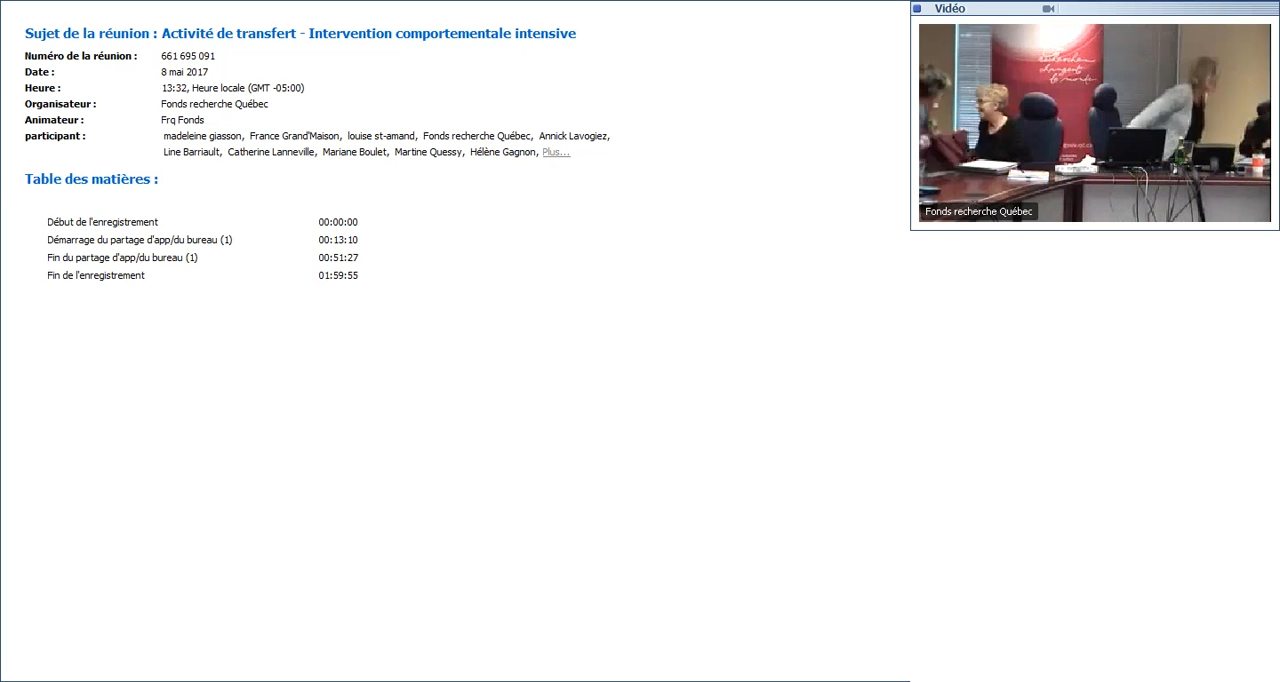 Sujet de la réunion : Activité de transfert - Intervention comportementale intensive
Numéro de la réunion : 661 695 091
Date : 8 mai 2017
Heure : 13:32, Heure locale (GMT -05:00)
Organisateur : Fonds recherche Québec
Animateur : Frq Fonds
participant : madeleine giasson, France Grand'Maison, louise st-amand, Fonds recherche Québec, Annick Lavogiez,
Line Barriault, Catherine Lanneville, Mariane Boulet, Martine Quessy, Hélène Gagnon, Plus...
Table des matières :
Début de l'enregistrement 00:00:00
Démarrage du partage d'app/du bureau (1) 00:13:10
Fin du partage d'app/du bureau (1) 00:51:27
Fin de l'enregistrement 01:59:55
Vidéo
changent
le monde
Fonds recherche Québec